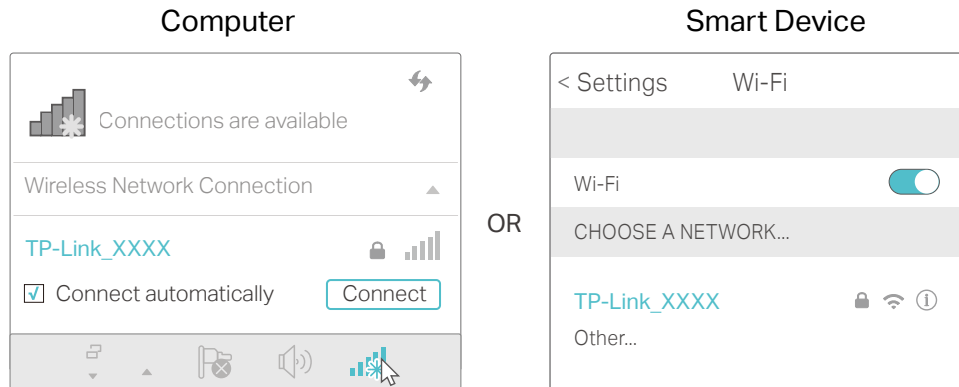 Computer
Connections are available
Wireless Network Connection
TP-Link_XXXX
Connect automatically
Connect
OR
Smart Device
< Settings
Wi-Fi
Wi-Fi
CHOOSE A NETWORK...
TP-Link_XXXX
Other...